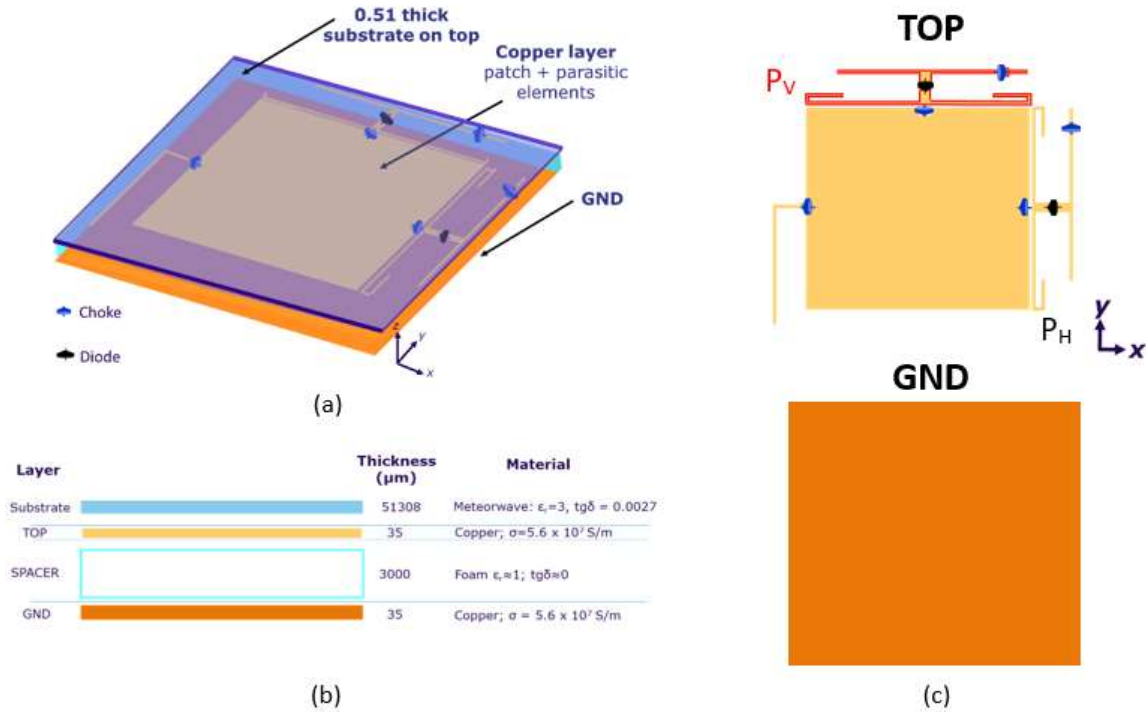 0.51 thick
substrate on top
Copper layer
patch + parasitic
elements
GND
Choke
Diode
z
y
x
(a)
Layer
Thickness
(µm)
Material
Substrate
51308
Meteorwave: εr=3, tgδ = 0.0027
TOP
35
Copper; σ=5.6 x 10⁷ S/m
SPACER
3000
Foam εr≈1; tgδ≈0
GND
35
Copper; σ = 5.6 x 10⁷ S/m
(b)
TOP
PV
PH
y
x
GND
(c)